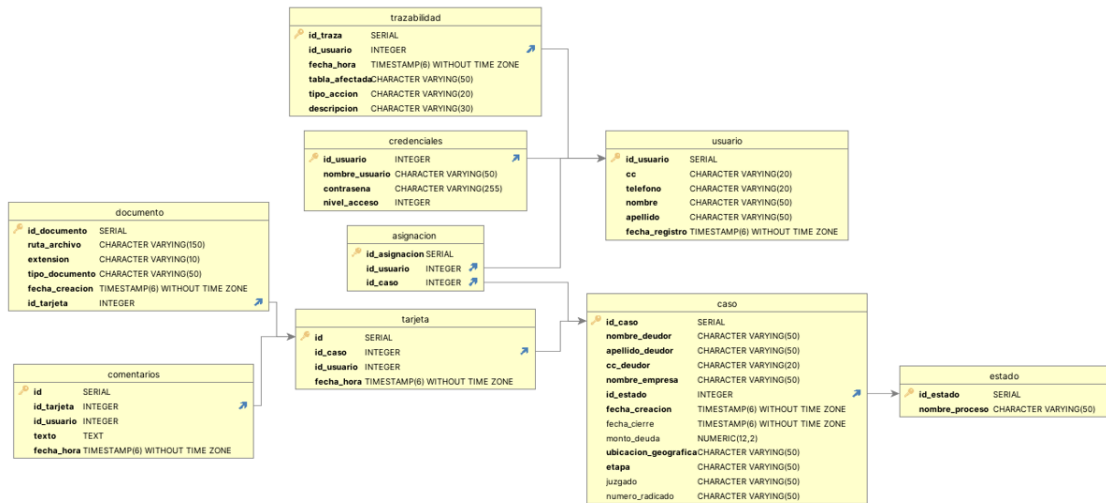 trazabilidad
id_traza SERIAL
id_usuario INTEGER
fecha_hora TIMESTAMP(6) WITHOUT TIME ZONE
tabla_afectada CHARACTER VARYING(50)
tipo_accion CHARACTER VARYING(20)
descripcion CHARACTER VARYING(30)
credenciales
id_usuario INTEGER
nombre_usuario CHARACTER VARYING(50)
contrasena CHARACTER VARYING(255)
nivel_acceso INTEGER
usuario
id_usuario SERIAL
cc CHARACTER VARYING(20)
telefono CHARACTER VARYING(20)
nombre CHARACTER VARYING(50)
apellido CHARACTER VARYING(50)
fecha_registro TIMESTAMP(6) WITHOUT TIME ZONE
documento
id_documento SERIAL
ruta_archivo CHARACTER VARYING(150)
extension CHARACTER VARYING(10)
tipo_documento CHARACTER VARYING(50)
fecha_creacion TIMESTAMP(6) WITHOUT TIME ZONE
id_tarjeta INTEGER
asignacion
id_asignacion SERIAL
id_usuario INTEGER
id_caso INTEGER
tarjeta
id SERIAL
id_caso INTEGER
id_usuario INTEGER
fecha_hora TIMESTAMP(6) WITHOUT TIME ZONE
caso
id_caso SERIAL
nombre_deudor CHARACTER VARYING(50)
apellido_deudor CHARACTER VARYING(50)
cc_deudor CHARACTER VARYING(20)
nombre_empresa CHARACTER VARYING(50)
id_estado INTEGER
fecha_creacion TIMESTAMP(6) WITHOUT TIME ZONE
fecha_cierre TIMESTAMP(6) WITHOUT TIME ZONE
monto_deuda NUMERIC(12,2)
ubicacion_geografica CHARACTER VARYING(50)
etapa CHARACTER VARYING(50)
juzgado CHARACTER VARYING(50)
numero_radicado CHARACTER VARYING(50)
comentarios
id SERIAL
id_tarjeta INTEGER
id_usuario INTEGER
texto TEXT
fecha_hora TIMESTAMP(6) WITHOUT TIME ZONE
estado
id_estado SERIAL
nombre_proceso CHARACTER VARYING(50)